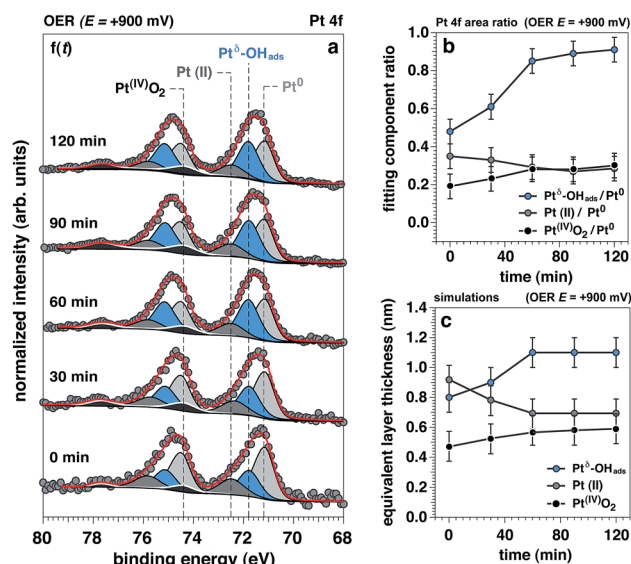 OER (E = +900 mV) Pt 4f
f(t) a
Ptδ-OHads
Pt (II)
Pt(IV)O2 Pt0
120 min
90 min
60 min
30 min
0 min
normalized intensity (arb. units)
80 78 76 74 72 70 68
binding energy (eV)
Pt 4f area ratio (OER E = +900 mV)
b
fitting component ratio
1.0
0.8
0.6
0.4
0.2
0.0
Ptδ-OHads/Pt0
Pt (II)/ Pt0
Pt(IV)O2/Pt0
0 40 80 120
time (min)
simulations (OER E = +900 mV)
c
equivalent layer thickness (nm)
1.4
1.2
1.0
0.8
0.6
0.4
0.2
0.0
Ptδ-OHads
Pt (II)
Pt(IV)O2
0 40 80 120
time (min)